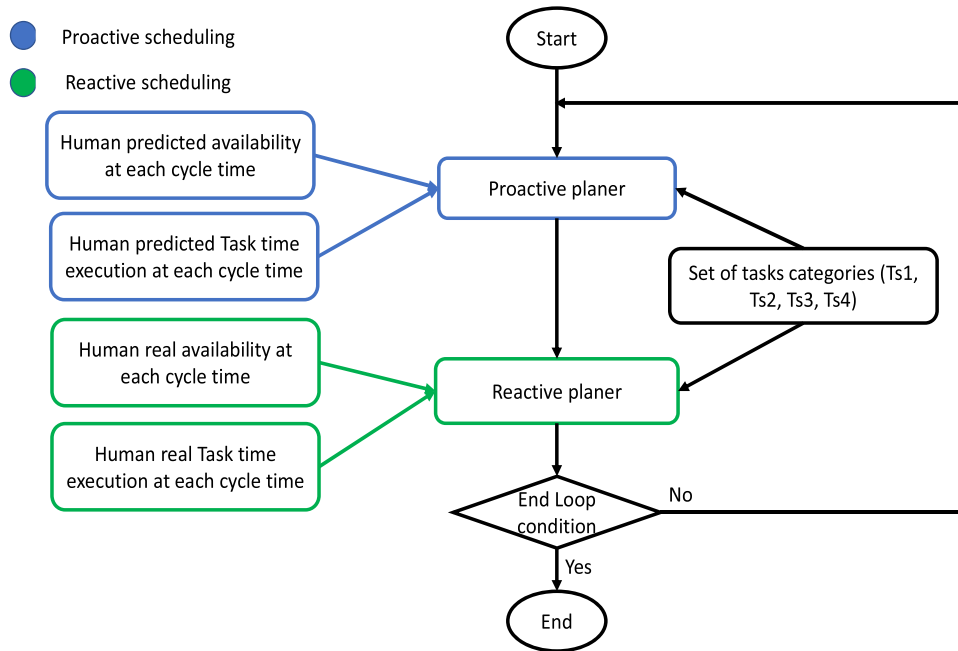 Start
Proactive scheduling
Reactive scheduling
Human predicted availability
at each cycle time
Proactive planer
Human predicted Task time
execution at each cycle time
Set of tasks categories (Ts1,
Ts2, Ts3, Ts4)
Human real availability at
each cycle time
Reactive planer
Human real Task time
execution at each cycle time
End Loop
condition
No
Yes
End